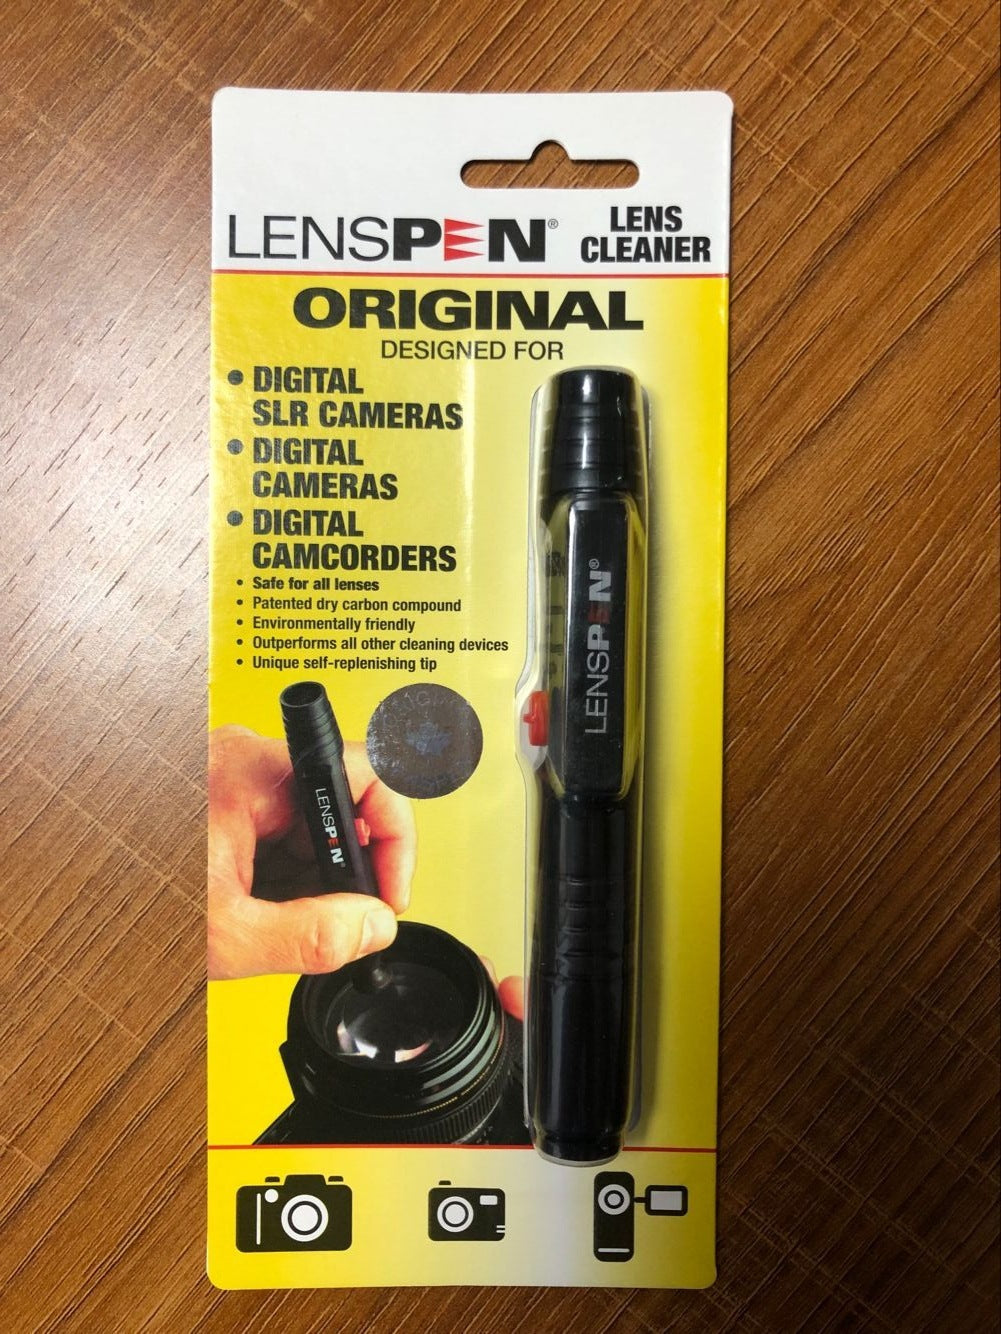 LENSPEN®
LENS
CLEANER
ORIGINAL
DESIGNED FOR
• DIGITAL
SLR CAMERAS
• DIGITAL
CAMERAS
• DIGITAL
CAMCORDERS
• Safe for all lenses
• Patented dry carbon compound
• Environmentally friendly
• Outperforms all other cleaning devices
• Unique self-replenishing tip
LENSPEN®
LENSPEN®